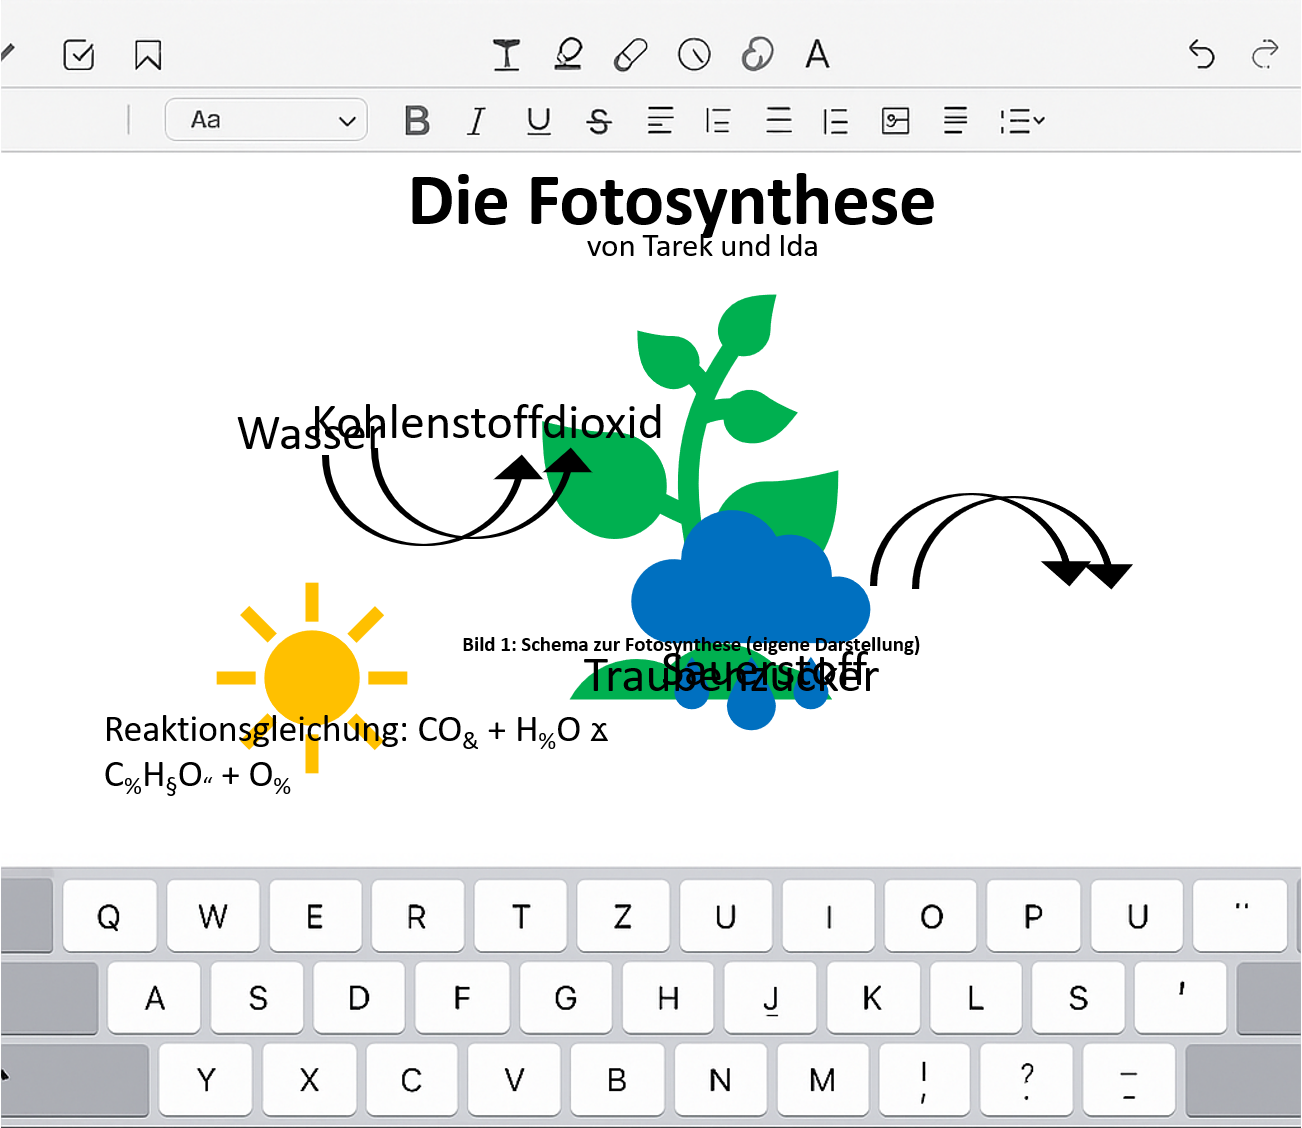 Aa
B I U S
A
Die Fotosynthese
von Tarek und Ida
Kohlenstoffdioxid
Wasser
Bild 1: Schema zur Fotosynthese (eigene Darstellung)
Sauerstoff
Traubenzucker
Reaktionsgleichung: CO& + H%O x
C%H§O“ + O%
Q W E R T Z U I O P U ¨
A S D F G H J K L S '
Y X C V B N M ! , ? . _ –